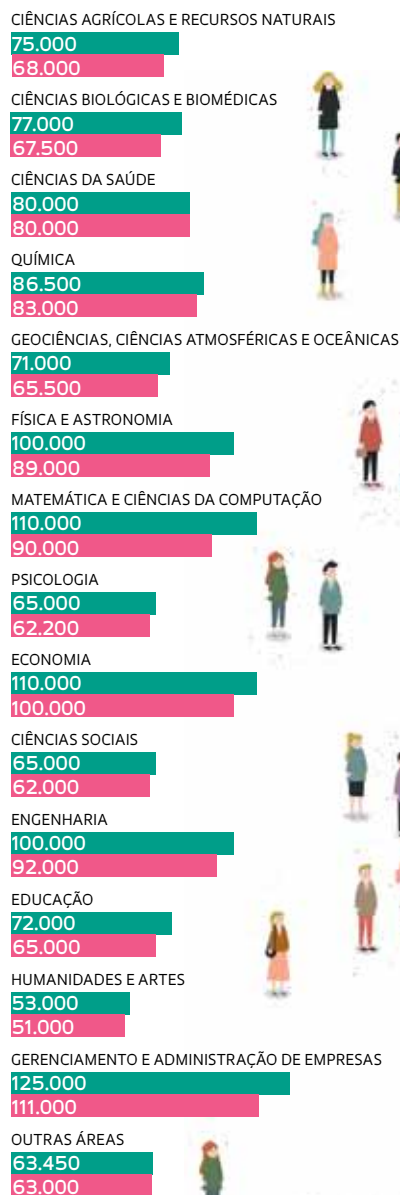 CIÊNCIAS AGRÍCOLAS E RECURSOS NATURAIS
75.000
68.000
CIÊNCIAS BIOLÓGICAS E BIOMÉDICAS
77.000
67.500
CIÊNCIAS DA SAÚDE
80.000
80.000
QUÍMICA
86.500
83.000
GEOCIÊNCIAS, CIÊNCIAS ATMOSFÉRICAS E OCEÂNICAS
71.000
65.500
FÍSICA E ASTRONOMIA
100.000
89.000
MATEMÁTICA E CIÊNCIAS DA COMPUTAÇÃO
110.000
90.000
PSICOLOGIA
65.000
62.200
ECONOMIA
110.000
100.000
CIÊNCIAS SOCIAIS
65.000
62.000
ENGENHARIA
100.000
92.000
EDUCAÇÃO
72.000
65.000
HUMANIDADES E ARTES
53.000
51.000
GERENCIAMENTO E ADMINISTRAÇÃO DE EMPRESAS
125.000
111.000
OUTRAS ÁREAS
63.450
63.000